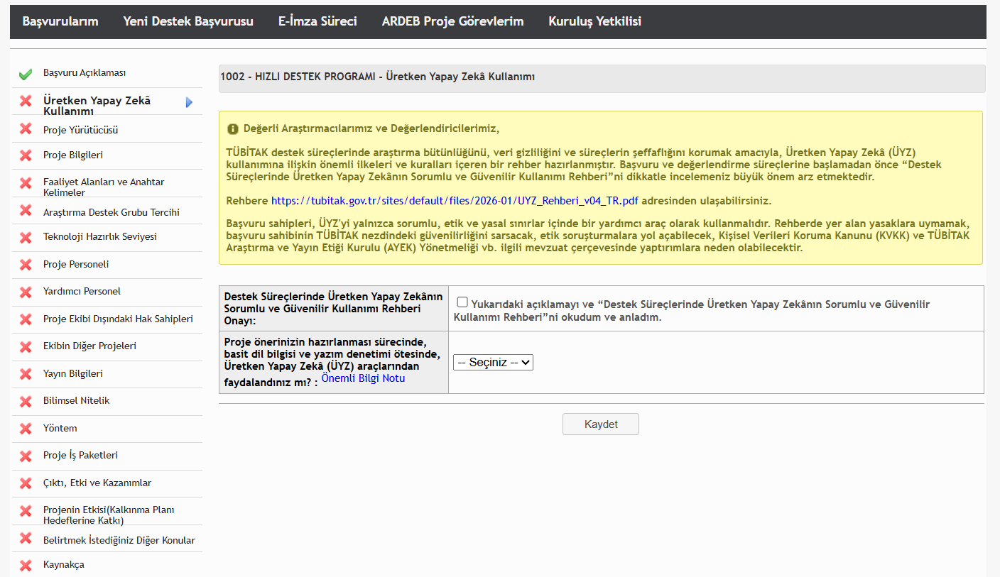 Başvurularım Yeni Destek Başvurusu E-İmza Süreci ARDEB Proje Görevlerim Kuruluş Yetkilisi
Başvuru Açıklaması
Üretken Yapay Zekâ
Kullanımı
Proje Yürütücüsü
Proje Bilgileri
Faaliyet Alanları ve Anahtar
Kelimeler
Araştırma Destek Grubu Tercihi
Teknoloji Hazırlık Seviyesi
Proje Personeli
Yardımcı Personel
Proje Ekibi Dışındaki Hak Sahipleri
Ekibin Diğer Projeleri
Yayın Bilgileri
Bilimsel Nitelik
Yöntem
Proje İş Paketleri
Çıktı, Etki ve Kazanımlar
Projenin Etkisi(Kalkınma Planı
Hedeflerine Katkı)
Belirtmek İstediğiniz Diğer Konular
Kaynakça
1002 - HIZLI DESTEK PROGRAMI - Üretken Yapay Zekâ Kullanımı
Değerli Araştırmacılarımız ve Değerlendiricilerimiz,
TÜBİTAK destek süreçlerinde araştırma bütünlüğünü, veri gizliliğini ve süreçlerin şeffaflığını korumak amacıyla, Üretken Yapay Zekâ (ÜYZ)
kullanımına ilişkin önemli ilkeleri ve kuralları içeren bir rehber hazırlanmıştır. Başvuru ve değerlendirme süreçlerine başlamadan önce “Destek
Süreçlerinde Üretken Yapay Zekânın Sorumlu ve Güvenilir Kullanımı Rehberi”ni dikkatle incelemeniz büyük önem arz etmektedir.
Rehbere https://tubitak.gov.tr/sites/default/files/2026-01/UYZ_Rehberi_v04_TR.pdf adresinden ulaşabilirsiniz.
Başvuru sahipleri, ÜYZ'yi yalnızca sorumlu, etik ve yasal sınırlar içinde bir yardımcı araç olarak kullanmalıdır. Rehberde yer alan yasaklara uymamak,
başvuru sahibinin TÜBİTAK nezdindeki güvenilirliğini sarsacak, etik soruşturmalara yol açabilecek, Kişisel Verileri Koruma Kanunu (KVKK) ve TÜBİTAK
Araştırma ve Yayın Etiği Kurulu (AYEK) Yönetmeliği vb. ilgili mevzuat çerçevesinde yaptırımlara neden olabilecektir.
Destek Süreçlerinde Üretken Yapay Zekânın
Sorumlu ve Güvenilir Kullanımı Rehberi
Onayı:
Yukarıdaki açıklamayı ve “Destek Süreçlerinde Üretken Yapay Zekânın Sorumlu ve Güvenilir
Kullanımı Rehberi”ni okudum ve anladım.
Proje önerinizin hazırlanması sürecinde,
basit dil bilgisi ve yazım denetimi ötesinde,
Üretken Yapay Zekâ (ÜYZ) araçlarından
faydalandınız mı? : Önemli Bilgi Notu
-- Seçiniz --
Kaydet